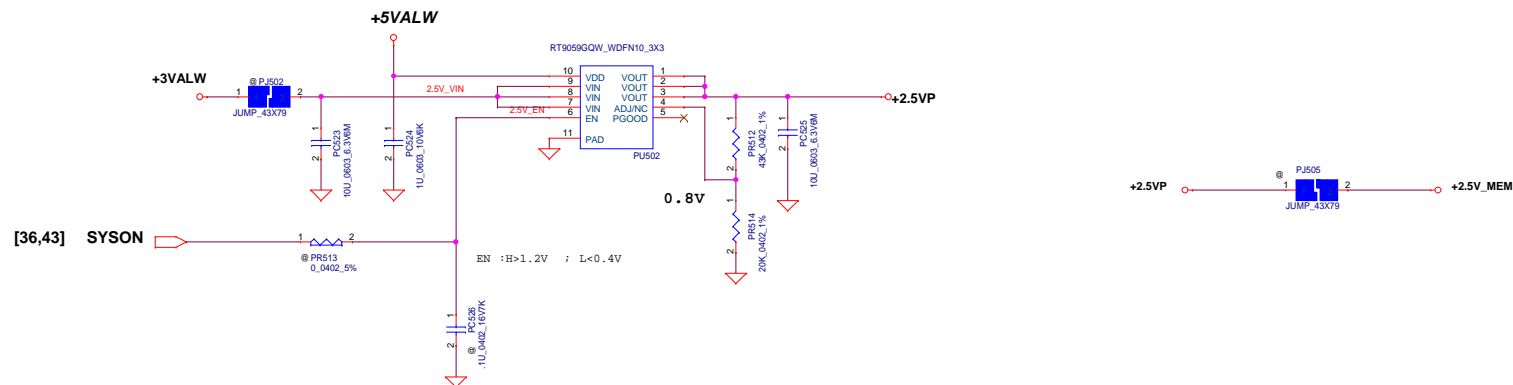 +5VALW
RT9059GQW_WDFN10_3X3
+3VALW
@ PJ502
1 2
JUMP_43X79
2.5V_VIN
2.5V_EN
10 VDD VOUT 1
9 VIN VOUT 2
8 VIN VOUT 3
7 VIN ADJ/NC 4
6 EN PGOOD 5
11 PAD
PU502
+2.5VP
1 2
PC523
10U_0603_6.3V6M
1 2
PC524
1U_0603_10V6K
1 2
PR512
43K_0402_1%
1 2
PC525
10U_0603_6.3V6M
0.8V
1 2
PR514
20K_0402_1%
+2.5VP
@ PJ505
1 2
JUMP_43X79
+2.5V_MEM
[36,43] SYSON
1 2
@ PR513
0_0402_5%
EN :H>1.2V ; L<0.4V
1 2
@ PC526
.1U_0402_16V7K